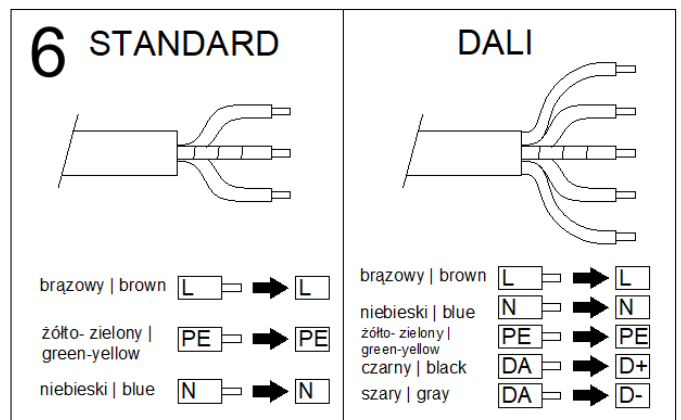 6 STANDARD
brązowy | brown L L
żółto- zielony |
green-yellow PE PE
niebieski | blue N N
DALI
brązowy | brown L L
niebieski | blue N N
żółto- zielony |
green-yellow PE PE
czarny | black DA D+
szary | gray DA D-